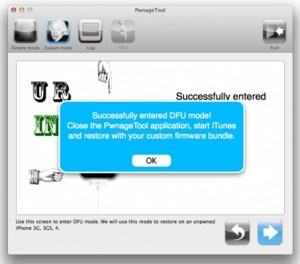 PwnageTool
Simple mode
Expert mode
Log
Exit
U R
IN
Successfully entered
Successfully entered DFU mode!
Close the PwnageTool application, start iTunes
and restore with your custom firmware bundle.
OK
Use this screen to enter DFU mode. We will use this mode to restore on an unpwned
iPhone 3G, 3GS, 4.